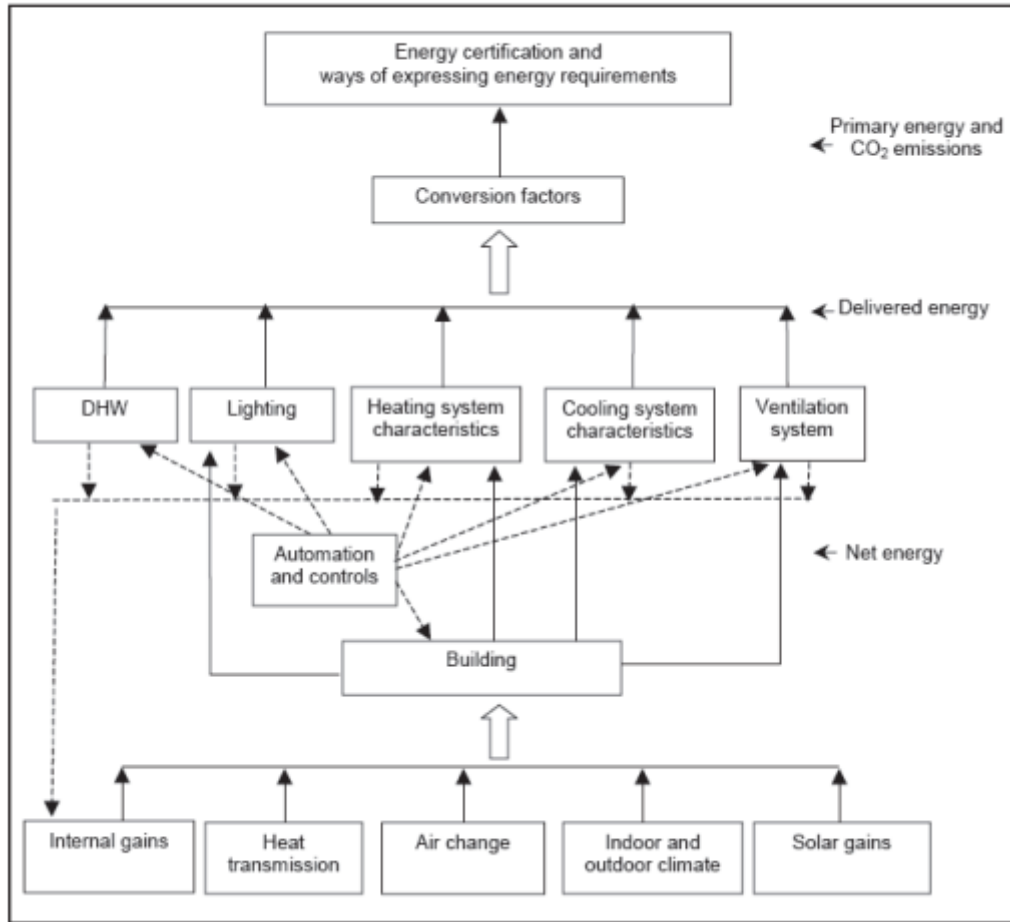 Energy certification and
ways of expressing energy requirements
Primary energy and
CO₂ emissions
Conversion factors
Delivered energy
DHW
Lighting
Heating system
characteristics
Cooling system
characteristics
Ventilation
system
Automation
and controls
Net energy
Building
Internal gains
Heat
transmission
Air change
Indoor and
outdoor climate
Solar gains